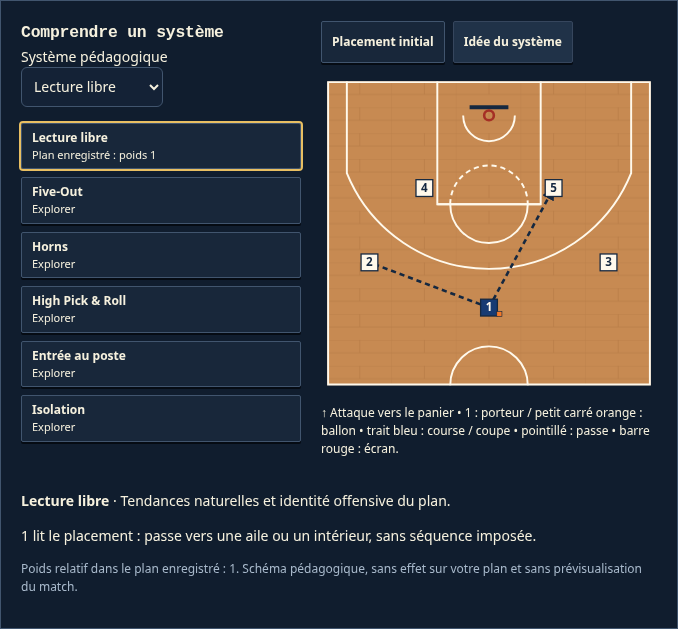 Comprendre un système
Système pédagogique
Lecture libre
Lecture libre
Plan enregistré : poids 1
Five-Out
Explorer
Horns
Explorer
High Pick & Roll
Explorer
Entrée au poste
Explorer
Isolation
Explorer
Placement initial
Idée du système
4
5
2
3
1
↑ Attaque vers le panier • 1 : porteur / petit carré orange :
ballon • trait bleu : course / coupe • pointillé : passe • barre
rouge : écran.
Lecture libre · Tendances naturelles et identité offensive du plan.
1 lit le placement : passe vers une aile ou un intérieur, sans séquence imposée.
Poids relatif dans le plan enregistré : 1. Schéma pédagogique, sans effet sur votre plan et sans prévisualisation
du match.